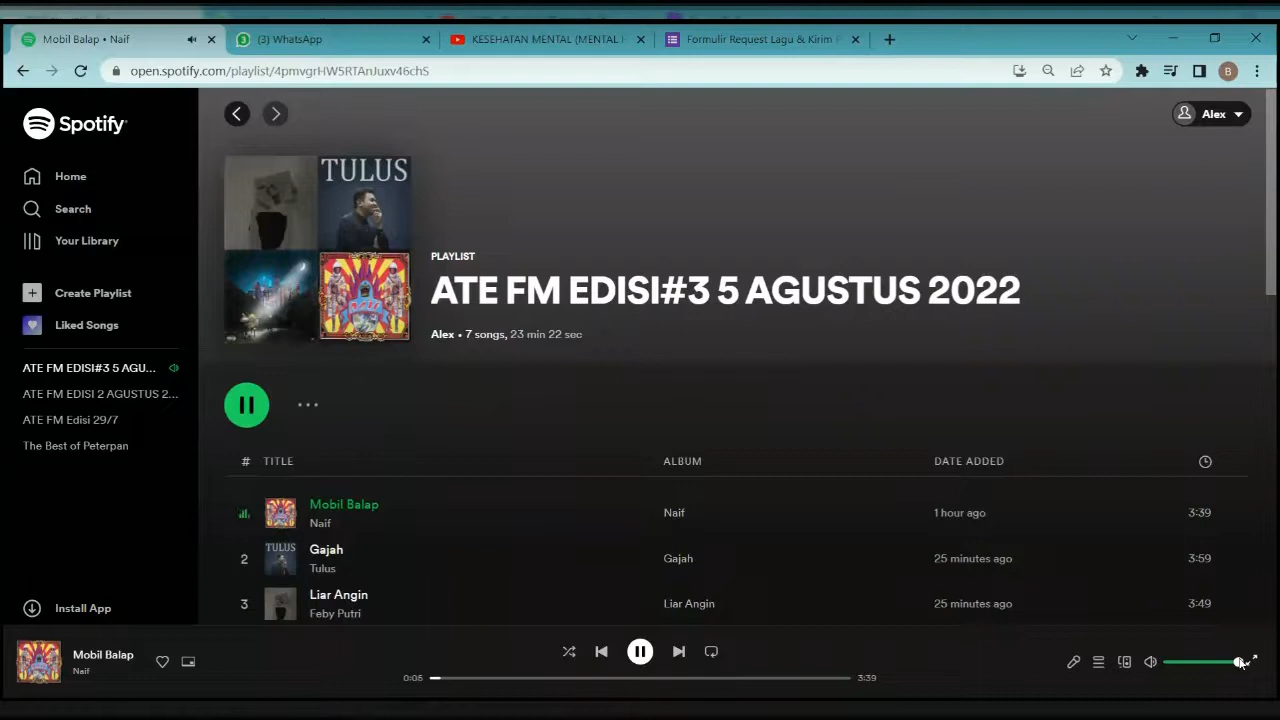 Mobil Balap • Naif
(3) WhatsApp
KESEHATAN MENTAL (MENTAL
Formulir Request Lagu & Kirim
open.spotify.com/playlist/4pmvgrHW5RTAnJuxv46chS
B
Spotify
Alex
Home
Search
Your Library
Create Playlist
Liked Songs
ATE FM EDISI#3 5 AGU...
ATE FM EDISI 2 AGUSTUS 2...
ATE FM Edisi 29/7
The Best of Peterpan
Install App
TULUS
PLAYLIST
ATE FM EDISI#3 5 AGUSTUS 2022
Alex • 7 songs, 23 min 22 sec
# TITLE ALBUM DATE ADDED
Mobil Balap
Naif
Naif
1 hour ago
3:39
2
TULUS
Gajah
Tulus
Gajah
25 minutes ago
3:59
3
Liar Angin
Feby Putri
Liar Angin
25 minutes ago
3:49
Mobil Balap
Naif
0:05
3:39